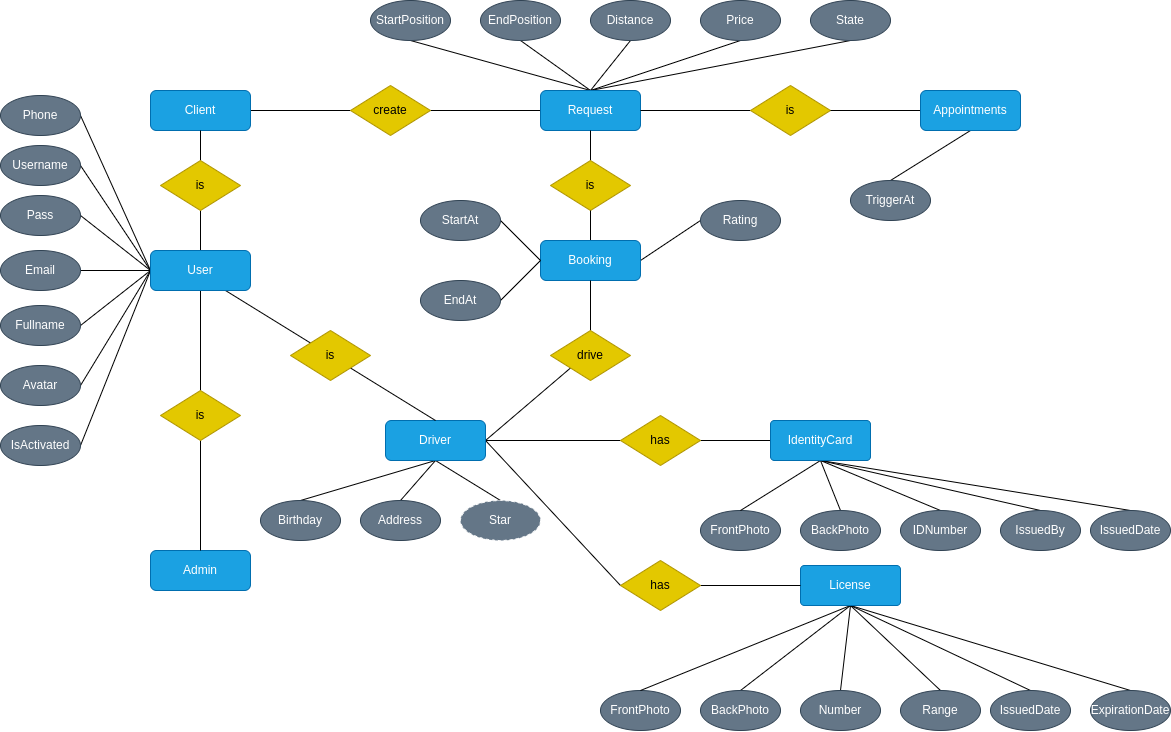 StartPosition
EndPosition
Distance
Price
State
Client
create
Request
is
Appointments
Phone
Username
Pass
Email
Fullname
Avatar
IsActivated
is
is
TriggerAt
StartAt
Rating
User
Booking
EndAt
is
drive
is
Driver
has
IdentityCard
Birthday
Address
Star
FrontPhoto
BackPhoto
IDNumber
IssuedBy
IssuedDate
Admin
has
License
FrontPhoto
BackPhoto
Number
Range
IssuedDate
ExpirationDate